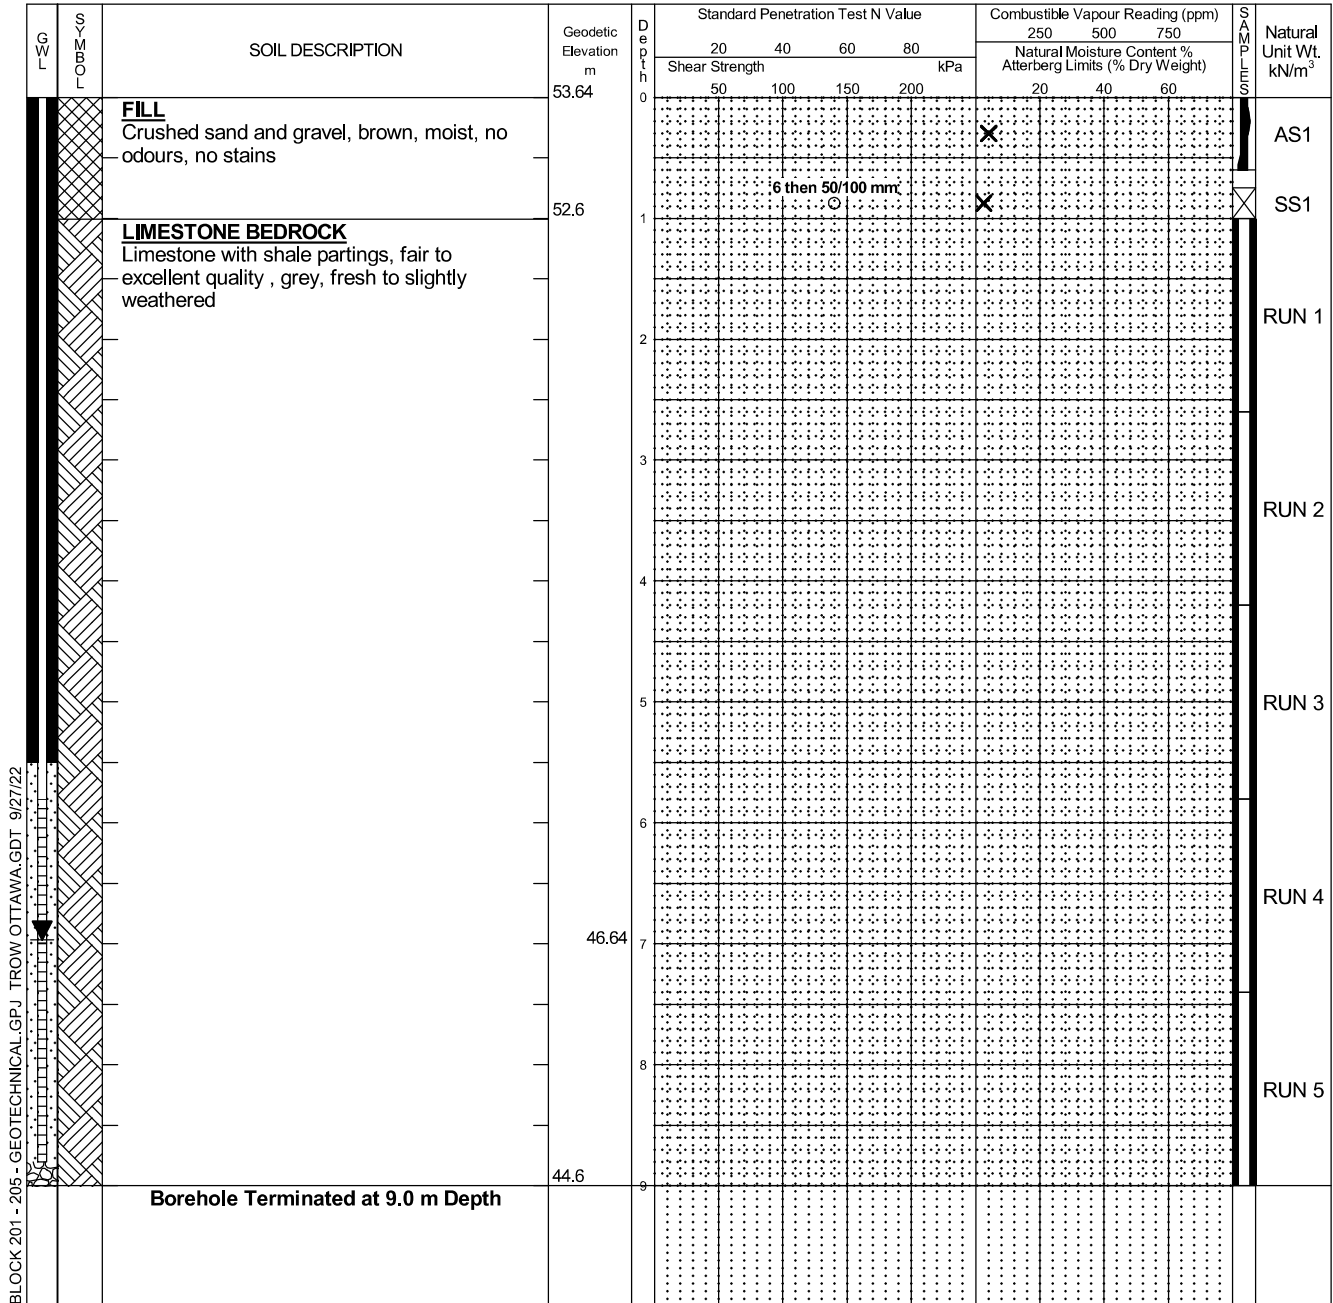 GWL
SYMBOL
SOIL DESCRIPTION
Geodetic
Elevation
m
Depth
Standard Penetration Test N Value
20 40 60 80
Shear Strength kPa
50 100 150 200
Combustible Vapour Reading (ppm)
250 500 750
Natural Moisture Content %
Atterberg Limits (% Dry Weight)
20 40 60
SAMPLES
Natural
Unit Wt.
kN/m³
53.64
0
FILL
Crushed sand and gravel, brown, moist, no
odours, no stains
AS1
6 then 50/100 mm
52.6
1
SS1
LIMESTONE BEDROCK
Limestone with shale partings, fair to
excellent quality , grey, fresh to slightly
weathered
RUN 1
2
3
RUN 2
4
5
RUN 3
6
RUN 4
46.64
7
8
RUN 5
44.6
9
Borehole Terminated at 9.0 m Depth
BLOCK 201 - 205 - GEOTECHNICAL.GPJ TROW OTTAWA.GDT 9/27/22